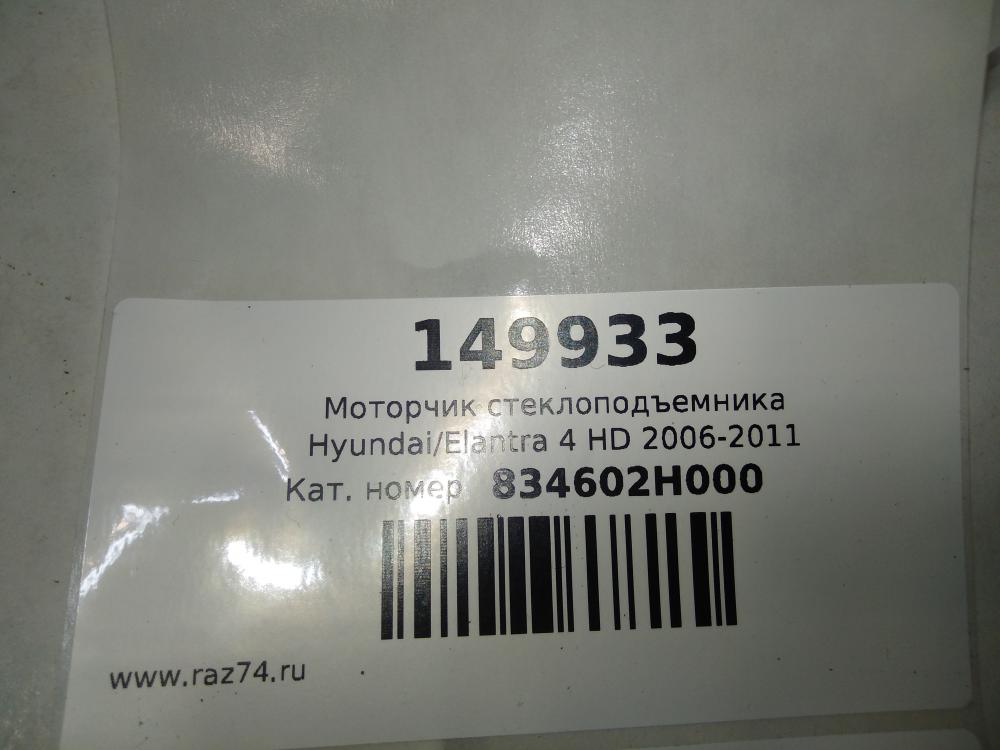 149933
Моторчик стеклоподъемника
Hyundai/Elantra 4 HD 2006-2011
Кат. номер 834602H000
www.raz74.ru